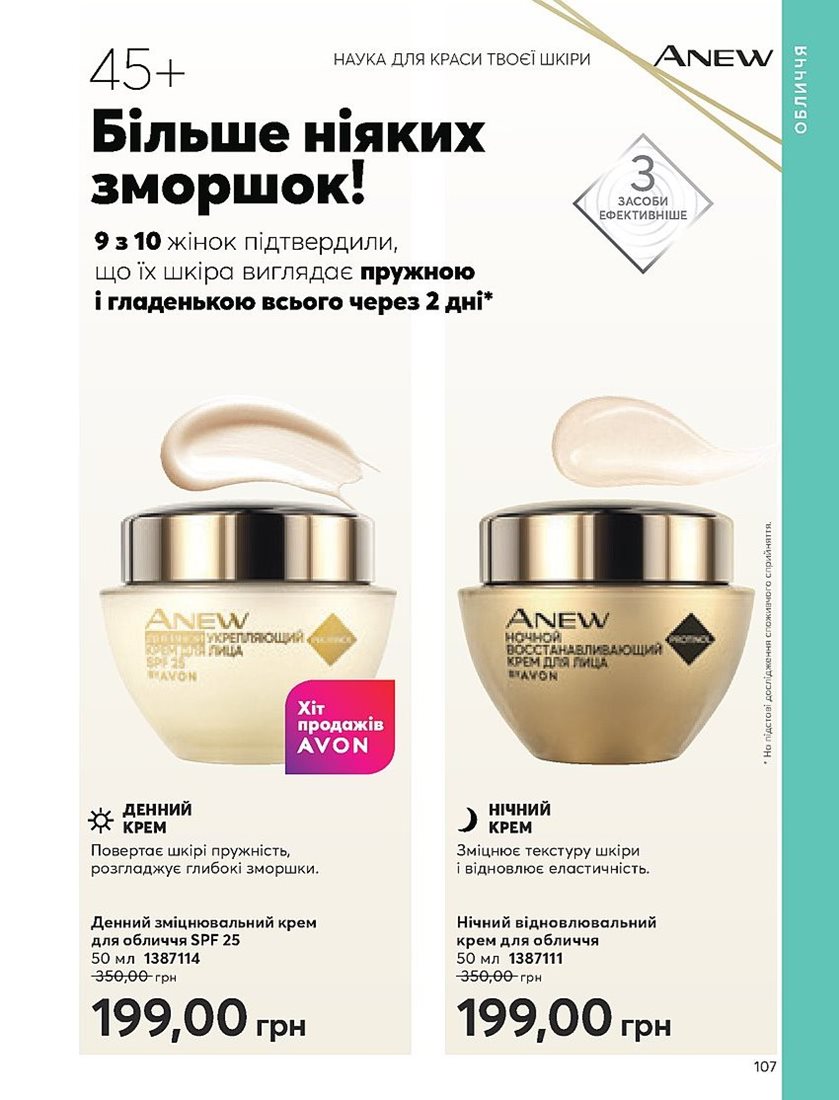 45+
НАУКА ДЛЯ КРАСИ ТВОЄЇ ШКІРИ
ANEW
ОБЛИЧЧЯ
Більше ніяких
зморшок!
3
ЗАСОБИ
ЕФЕКТИВНІШЕ
9 з 10 жінок підтвердили,
що їх шкіра виглядає пружною
і гладенькою всього через 2 дні*
ANEW
ДНЕВНОЙ УКРЕПЛЯЮЩИЙ
КРЕМ ДЛЯ ЛИЦА
SPF 25
BY AVON
PROTINOL
Хіт
продажів
AVON
ANEW
НОЧНОЙ
ВОССТАНАВЛИВАЮЩИЙ
КРЕМ ДЛЯ ЛИЦА
BY AVON
PROTINOL
* На підставі дослідження споживчого сприйняття.
ДЕННИЙ
КРЕМ
Повертає шкірі пружність,
розгладжує глибокі зморшки.
Денний зміцнювальний крем
для обличчя SPF 25
50 мл 1387114
350,00 грн
199,00 грн
НІЧНИЙ
КРЕМ
Зміцнює текстуру шкіри
і відновлює еластичність.
Нічний відновлювальний
крем для обличчя
50 мл 1387111
350,00 грн
199,00 грн
107